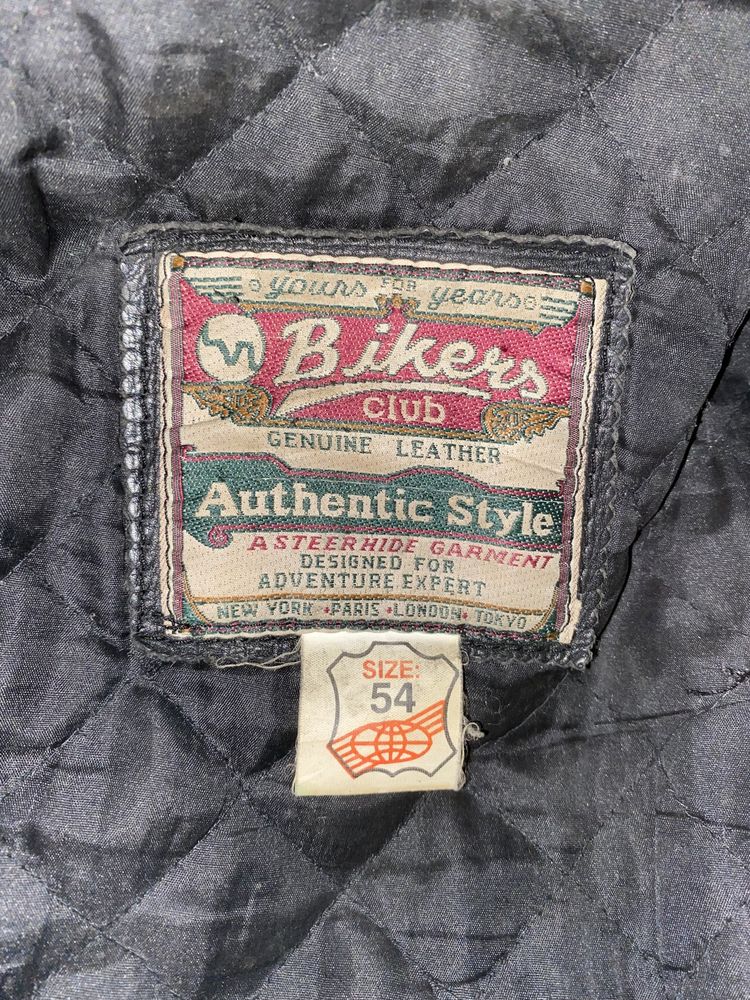 yours FOR years
Bikers
club
GENUINE LEATHER
Authentic Style
A STEERHIDE GARMENT
DESIGNED FOR
ADVENTURE EXPERT
NEW YORK • PARIS • LONDON • TOKYO
SIZE:
54